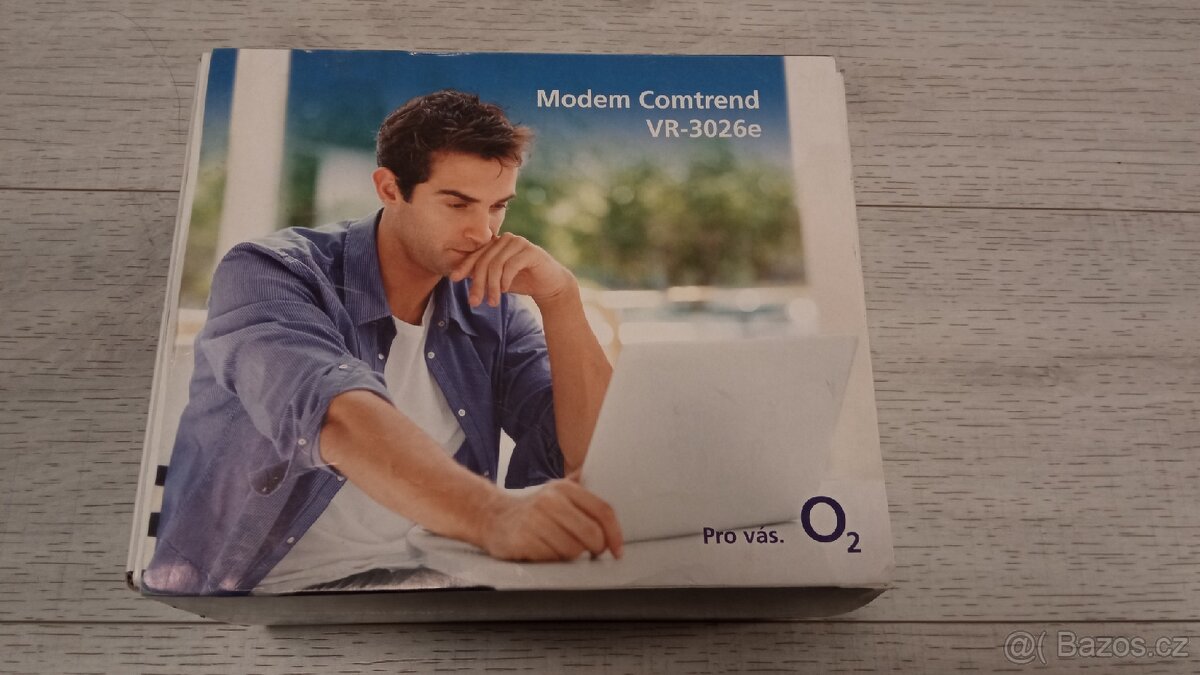 Modem Comtrend
VR-3026e
Pro vás. O2
@( Bazos.cz